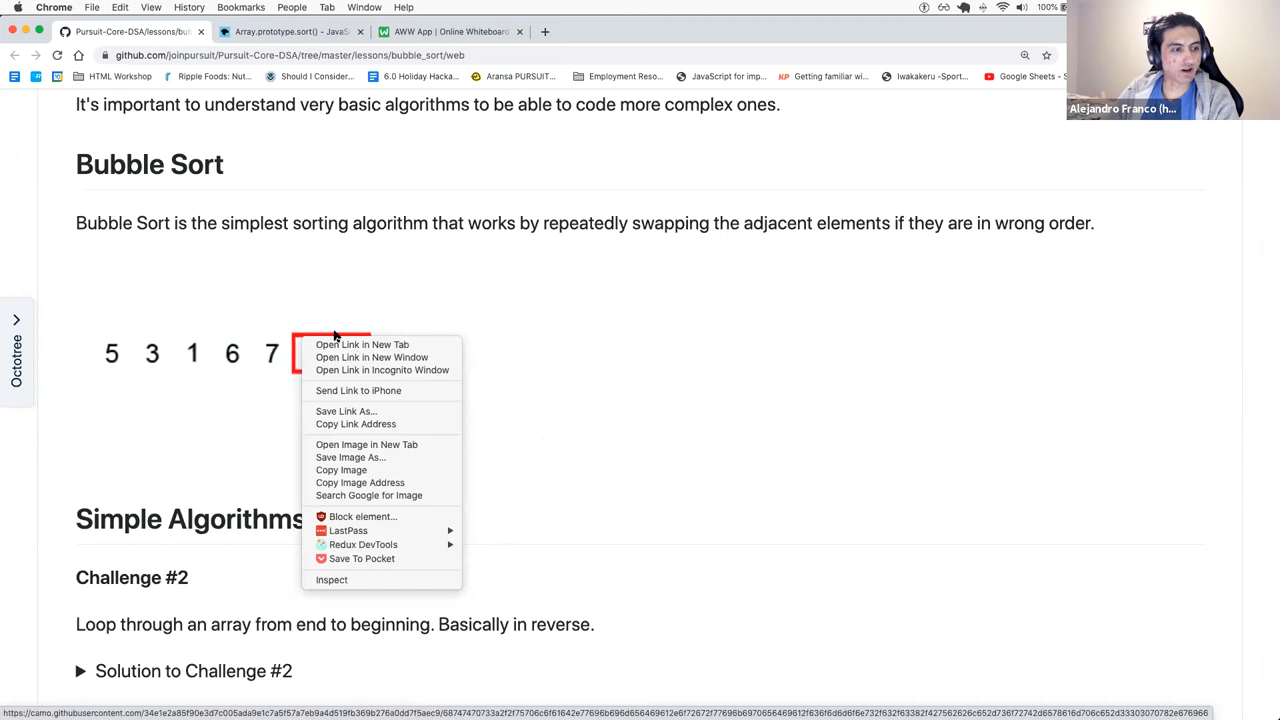 Chrome File Edit View History Bookmarks People Tab Window Help 100%
Pursuit-Core-DSA/lessons/bub × Array.prototype.sort() - JavaS × AWW App | Online Whiteboard × +
github.com/joinpursuit/Pursuit-Core-DSA/tree/master/lessons/bubble_sort/web
HTML Workshop Ripple Foods: Nut... Should I Consider... 6.0 Holiday Hacka... Aransa PURSUIT... Employment Reso... JavaScript for imp... Getting familiar wi... Iwakakeru -Sport... Google Sheets - S
Alejandro Franco (h...
It's important to understand very basic algorithms to be able to code more complex ones.
Bubble Sort
Bubble Sort is the simplest sorting algorithm that works by repeatedly swapping the adjacent elements if they are in wrong order.
Octotree
5 3 1 6 7
Open Link in New Tab
Open Link in New Window
Open Link in Incognito Window
Send Link to iPhone
Save Link As...
Copy Link Address
Open Image in New Tab
Save Image As...
Copy Image
Copy Image Address
Search Google for Image
Block element...
LastPass
Redux DevTools
Save To Pocket
Inspect
Simple Algorithms
Challenge #2
Loop through an array from end to beginning. Basically in reverse.
Solution to Challenge #2